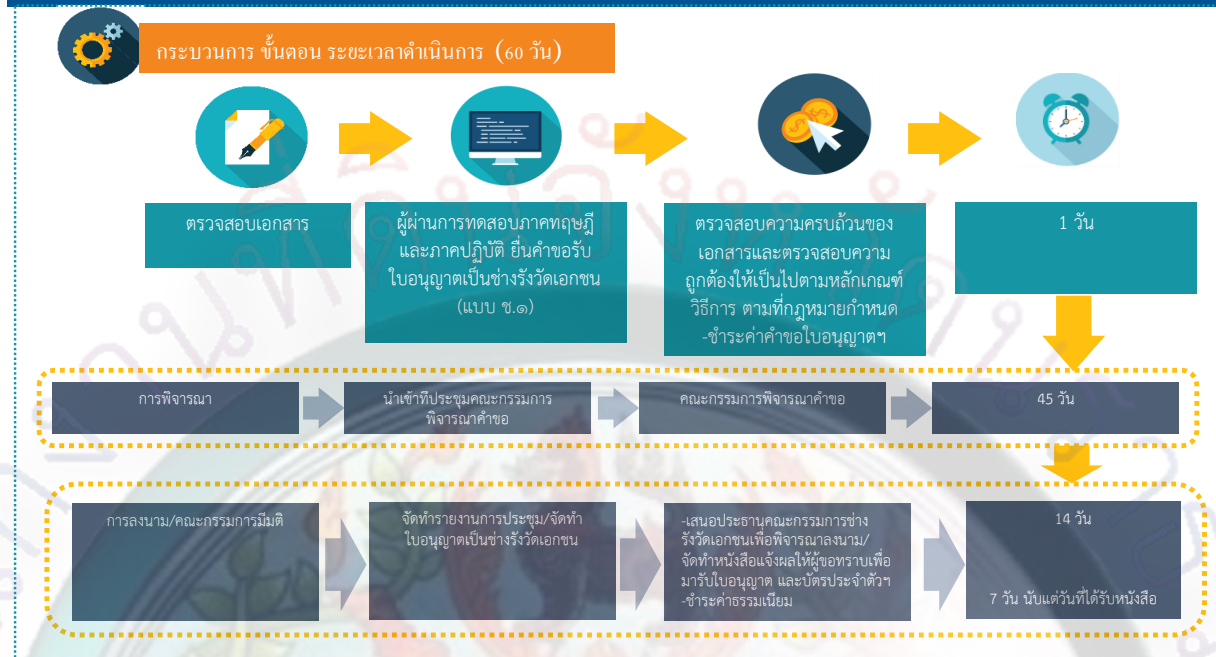 กระบวนการ ขั้นตอน ระยะเวลาดำเนินการ (60 วัน)
ตรวจสอบเอกสาร
ผู้ผ่านการทดสอบภาคทฤษฎี
และภาคปฏิบัติ ยื่นคำขอรับ
ใบอนุญาตเป็นช่างรังวัดเอกชน
(แบบ ช.๑)
ตรวจสอบความครบถ้วนของ
เอกสารและตรวจสอบความ
ถูกต้องให้เป็นไปตามหลักเกณฑ์
วิธีการ ตามที่กฎหมายกำหนด
-ชำระค่าคำขอใบอนุญาตฯ
1 วัน
การพิจารณา
นำเข้าที่ประชุมคณะกรรมการ
พิจารณาคำขอ
คณะกรรมการพิจารณาคำขอ
45 วัน
การลงนาม/คณะกรรมการมีมติ
จัดทำรายงานการประชุม/จัดทำ
ใบอนุญาตเป็นช่างรังวัดเอกชน
-เสนอประธานคณะกรรมการช่าง
รังวัดเอกชนเพื่อพิจารณาลงนาม/
จัดทำหนังสือแจ้งผลให้ผู้ขอทราบเพื่อ
มารับใบอนุญาต และบัตรประจำตัวฯ
-ชำระค่าธรรมเนียม
14 วัน
7 วัน นับแต่วันที่ได้รับหนังสือ